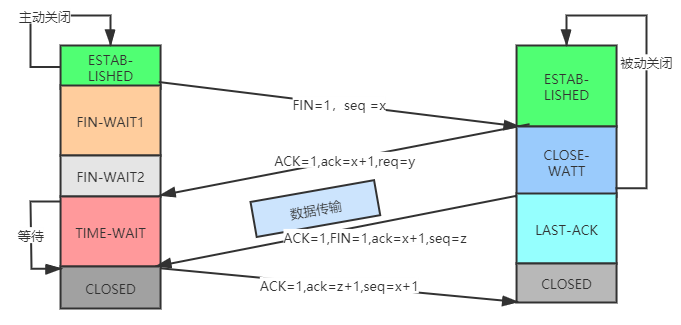 主动关闭
ESTAB-
LISHED
FIN-WAIT1
FIN-WAIT2
等待
TIME-WAIT
CLOSED
FIN=1，seq =x
ACK=1,ack=x+1,req=y
数据传输
ACK=1,FIN=1,ack=x+1,seq=z
ACK=1,ack=z+1,seq=x+1
被动关闭
ESTAB-
LISHED
CLOSE-
WATT
LAST-ACK
CLOSED